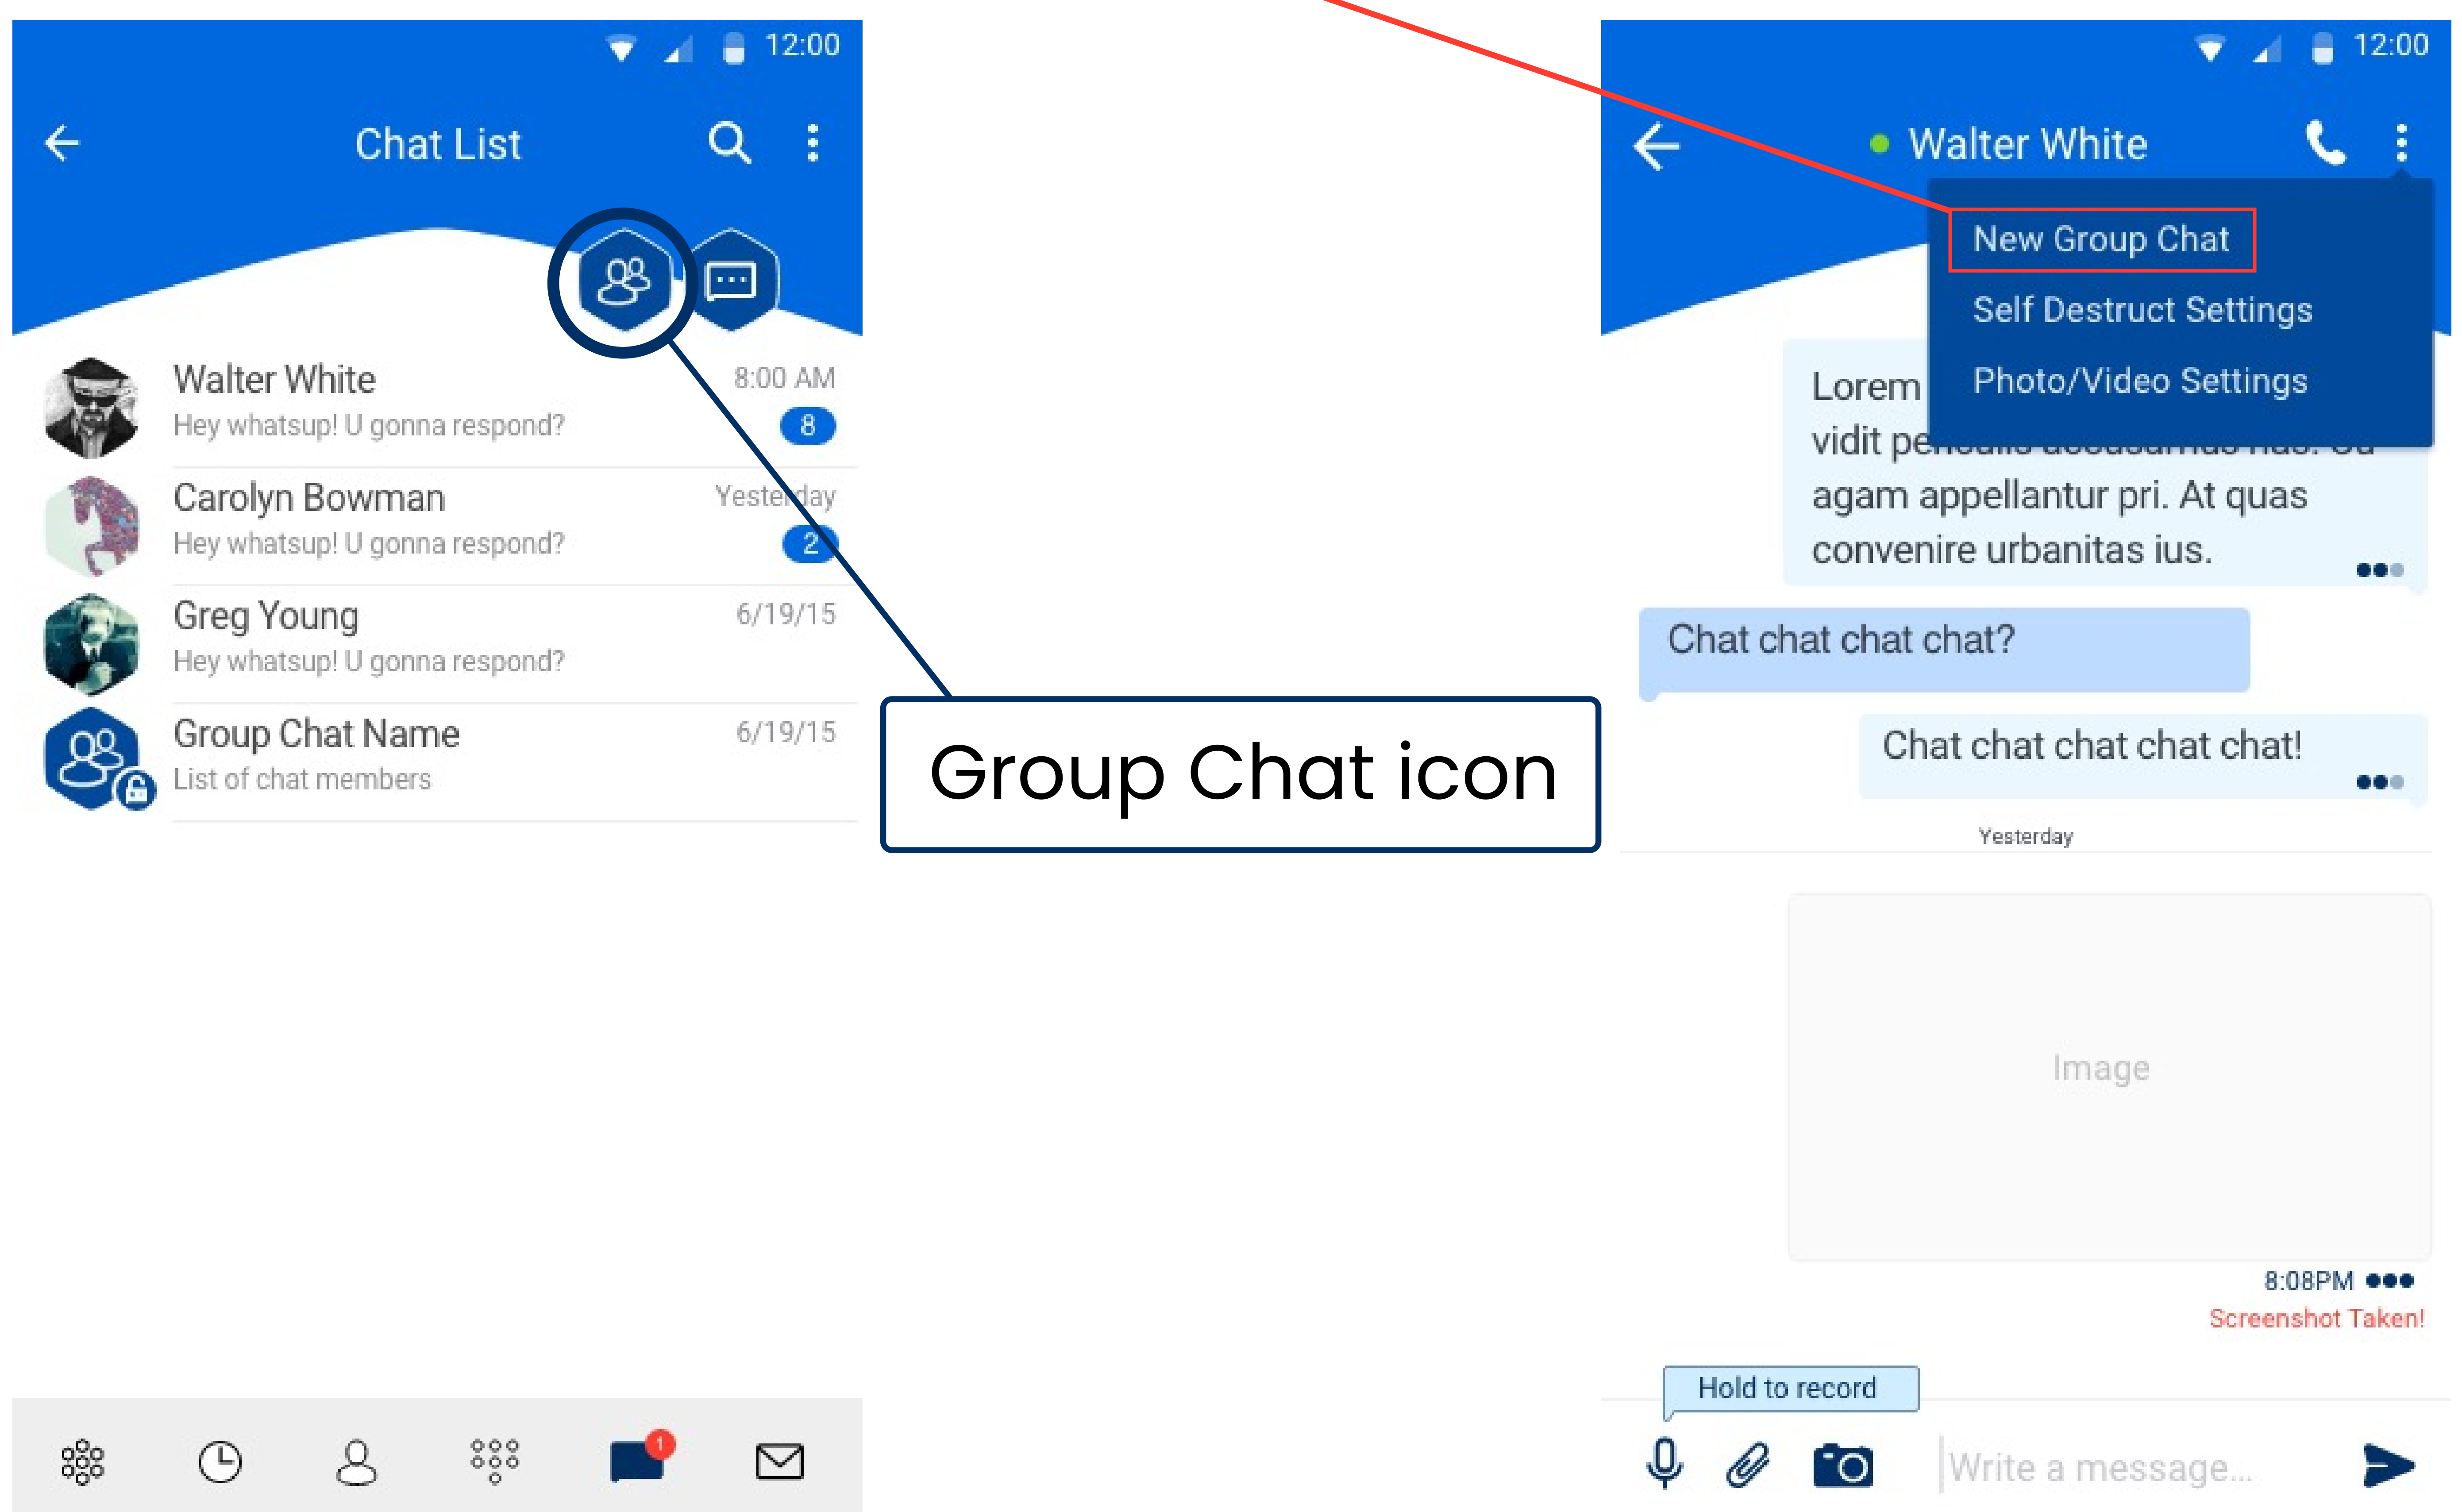 12:00
Chat List
Walter White
8:00 AM
Hey whatsup! U gonna respond?
8
Carolyn Bowman
Yesterday
Hey whatsup! U gonna respond?
2
Greg Young
6/19/15
Hey whatsup! U gonna respond?
Group Chat Name
6/19/15
List of chat members
1
Group Chat icon
12:00
Walter White
New Group Chat
Self Destruct Settings
Photo/Video Settings
Lorem
vidit
agam appellantur pri. At quas
convenire urbanitas ius.
Chat chat chat chat?
Chat chat chat chat chat!
Yesterday
Image
8:08PM
Screenshot Taken!
Hold to record
Write a message...